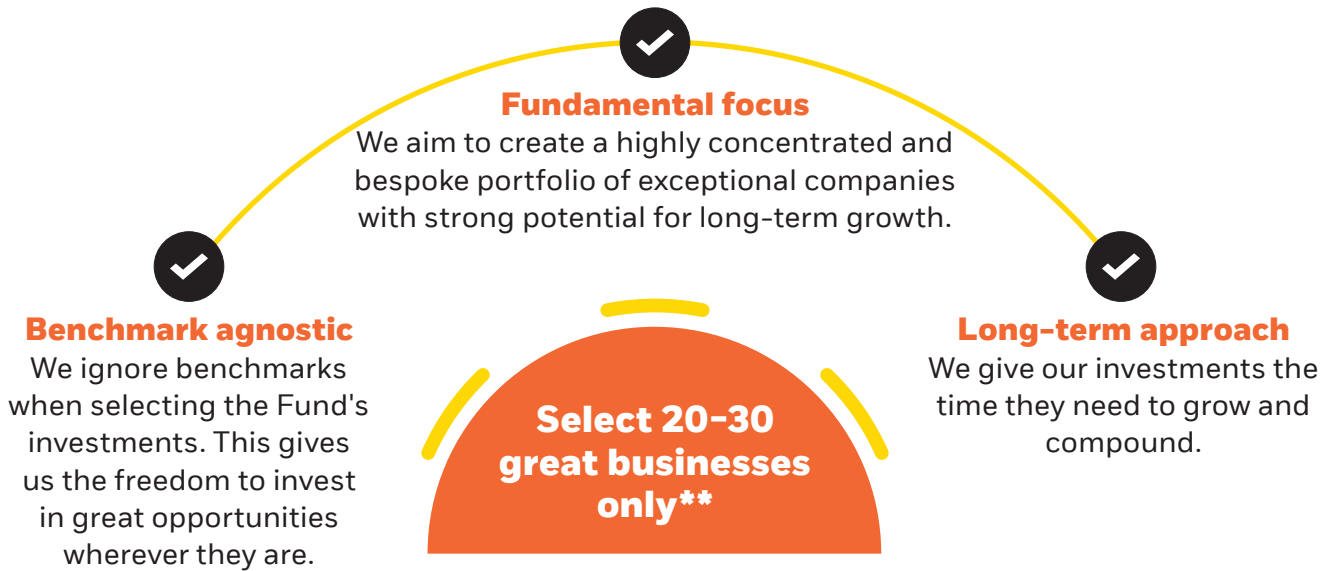 Fundamental focus
We aim to create a highly concentrated and
bespoke portfolio of exceptional companies
with strong potential for long-term growth.
Benchmark agnostic
We ignore benchmarks
when selecting the Fund's
investments. This gives
us the freedom to invest
in great opportunities
wherever they are.
Select 20-30
great businesses
only**
Long-term approach
We give our investments the
time they need to grow and
compound.